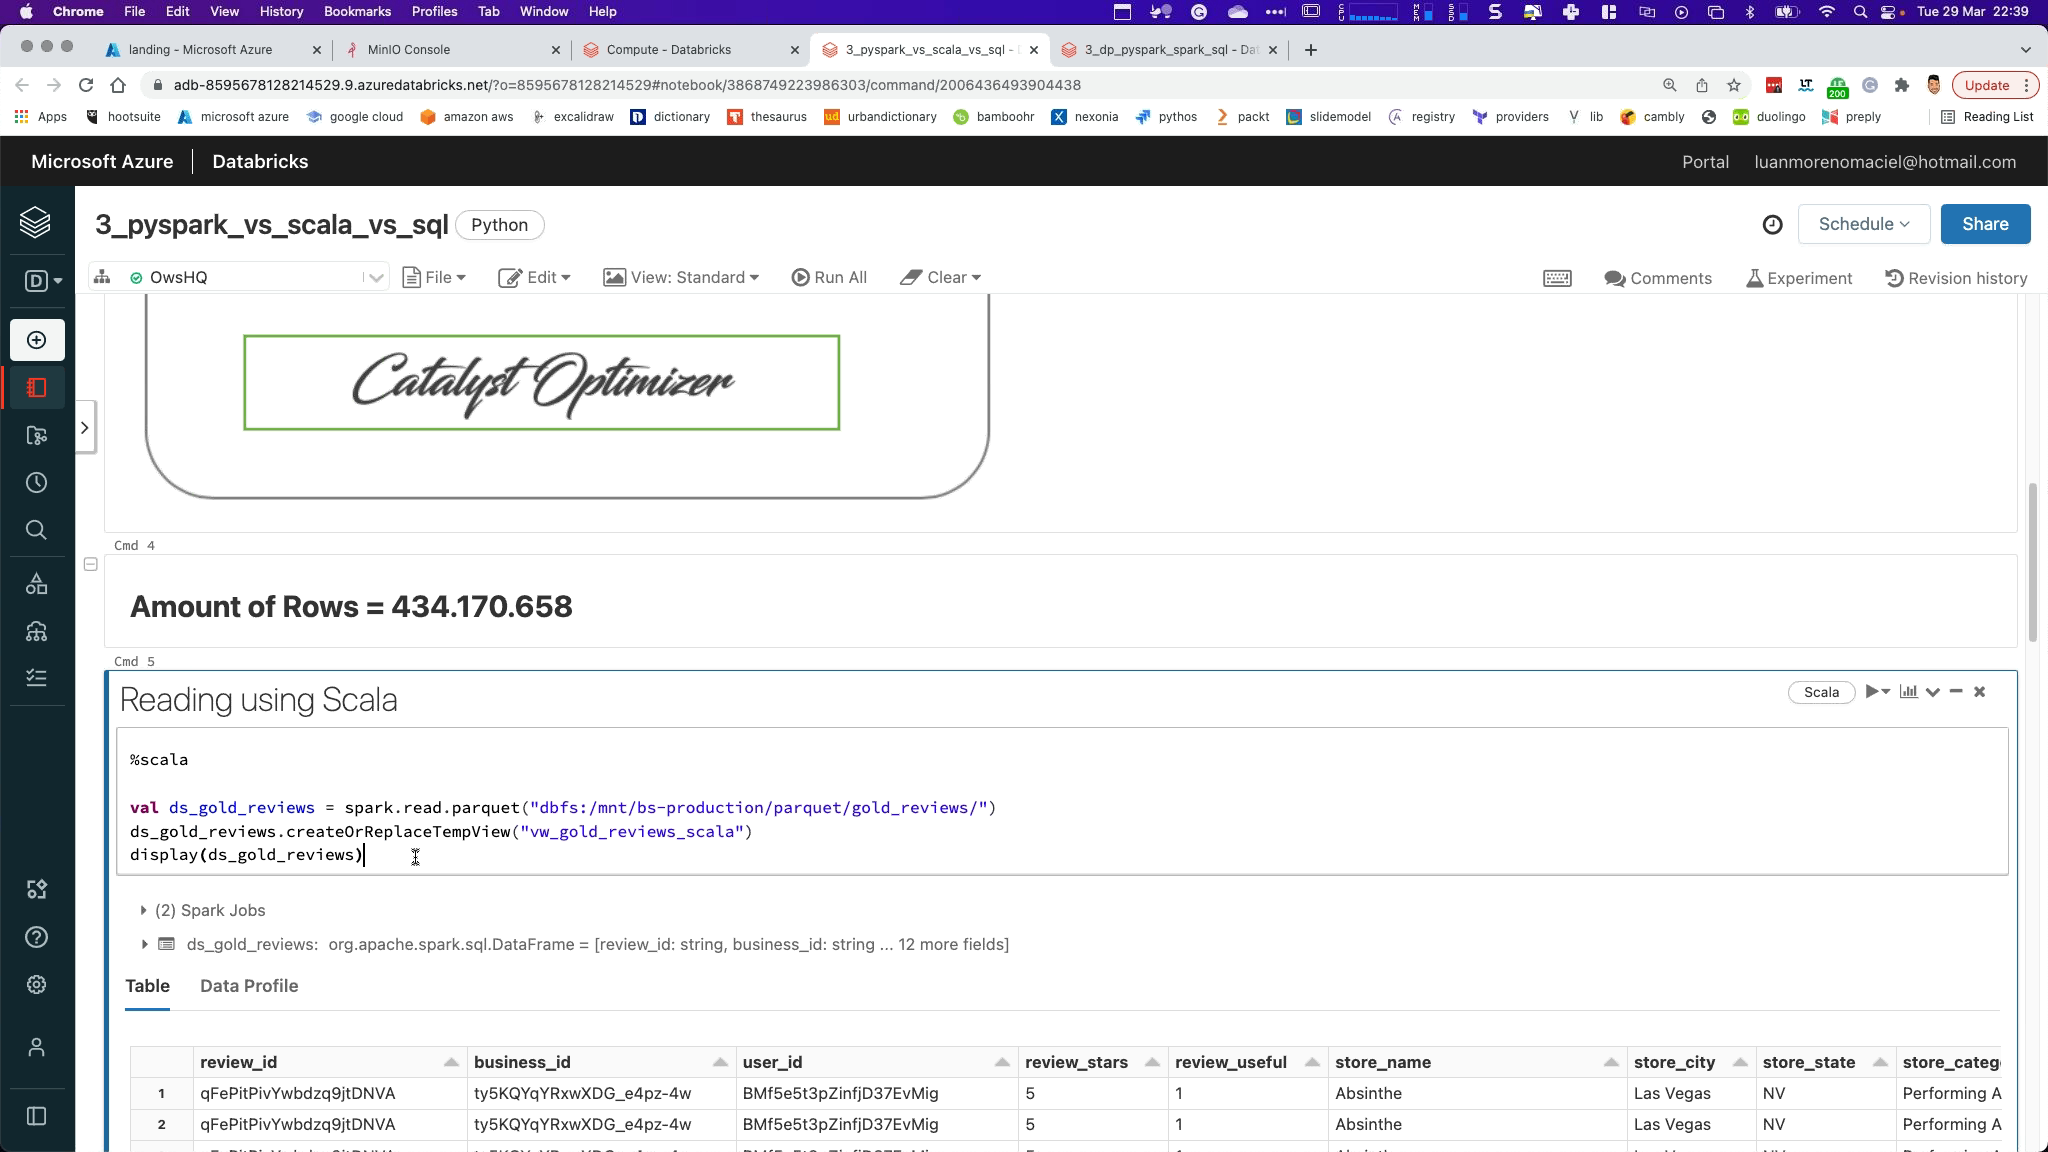 Chrome File Edit View History Bookmarks Profiles Tab Window Help Tue 29 Mar 22:39
landing - Microsoft Azure MinIO Console Compute - Databricks 3_pyspark_vs_scala_vs_sql - 3_dp_pyspark_spark_sql - Dat
adb-8595678128214529.9.azuredatabricks.net/?o=8595678128214529#notebook/3868749223986303/command/2006436493904438 200 Update
Apps hootsuite microsoft azure google cloud amazon aws excalidraw dictionary thesaurus urbandictionary bamboohr nexonia pythos packt slidemodel registry providers lib cambly duolingo preply Reading List
Microsoft Azure Databricks Portal luanmorenomaciel@hotmail.com
3_pyspark_vs_scala_vs_sql Python Schedule Share
D
OwsHQ File Edit View: Standard Run All Clear Comments Experiment Revision history
Catalyst Optimizer
Cmd 4
Amount of Rows = 434.170.658
Cmd 5
Reading using Scala Scala
%scala
val ds_gold_reviews = spark.read.parquet("dbfs:/mnt/bs-production/parquet/gold_reviews/")
ds_gold_reviews.createOrReplaceTempView("vw_gold_reviews_scala")
display(ds_gold_reviews)
(2) Spark Jobs
ds_gold_reviews: org.apache.spark.sql.DataFrame = [review_id: string, business_id: string ... 12 more fields]
Table Data Profile
review_id business_id user_id review_stars review_useful store_name store_city store_state store_categ
1 qFePitPivYwbdzq9jtDNVA ty5KQYqYRxwXDG_e4pz-4w BMf5e5t3pZinfjD37EvMig 5 1 Absinthe Las Vegas NV Performing A
2 qFePitPivYwbdzq9jtDNVA ty5KQYqYRxwXDG_e4pz-4w BMf5e5t3pZinfjD37EvMig 5 1 Absinthe Las Vegas NV Performing A